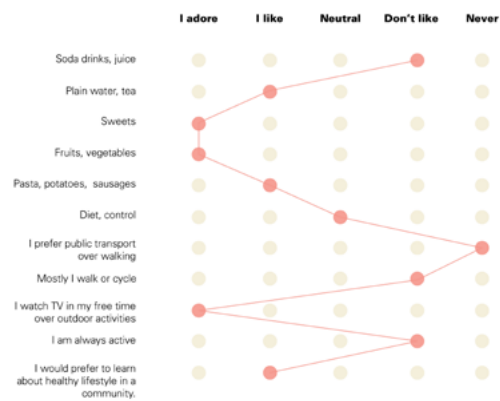 I adore I like Neutral Don't like Never
Soda drinks, juice
Plain water, tea
Sweets
Fruits, vegetables
Pasta, potatoes, sausages
Diet, control
I prefer public transport
over walking
Mostly I walk or cycle
I watch TV in my free time
over outdoor activities
I am always active
I would prefer to learn
about healthy lifestyle in a
community.